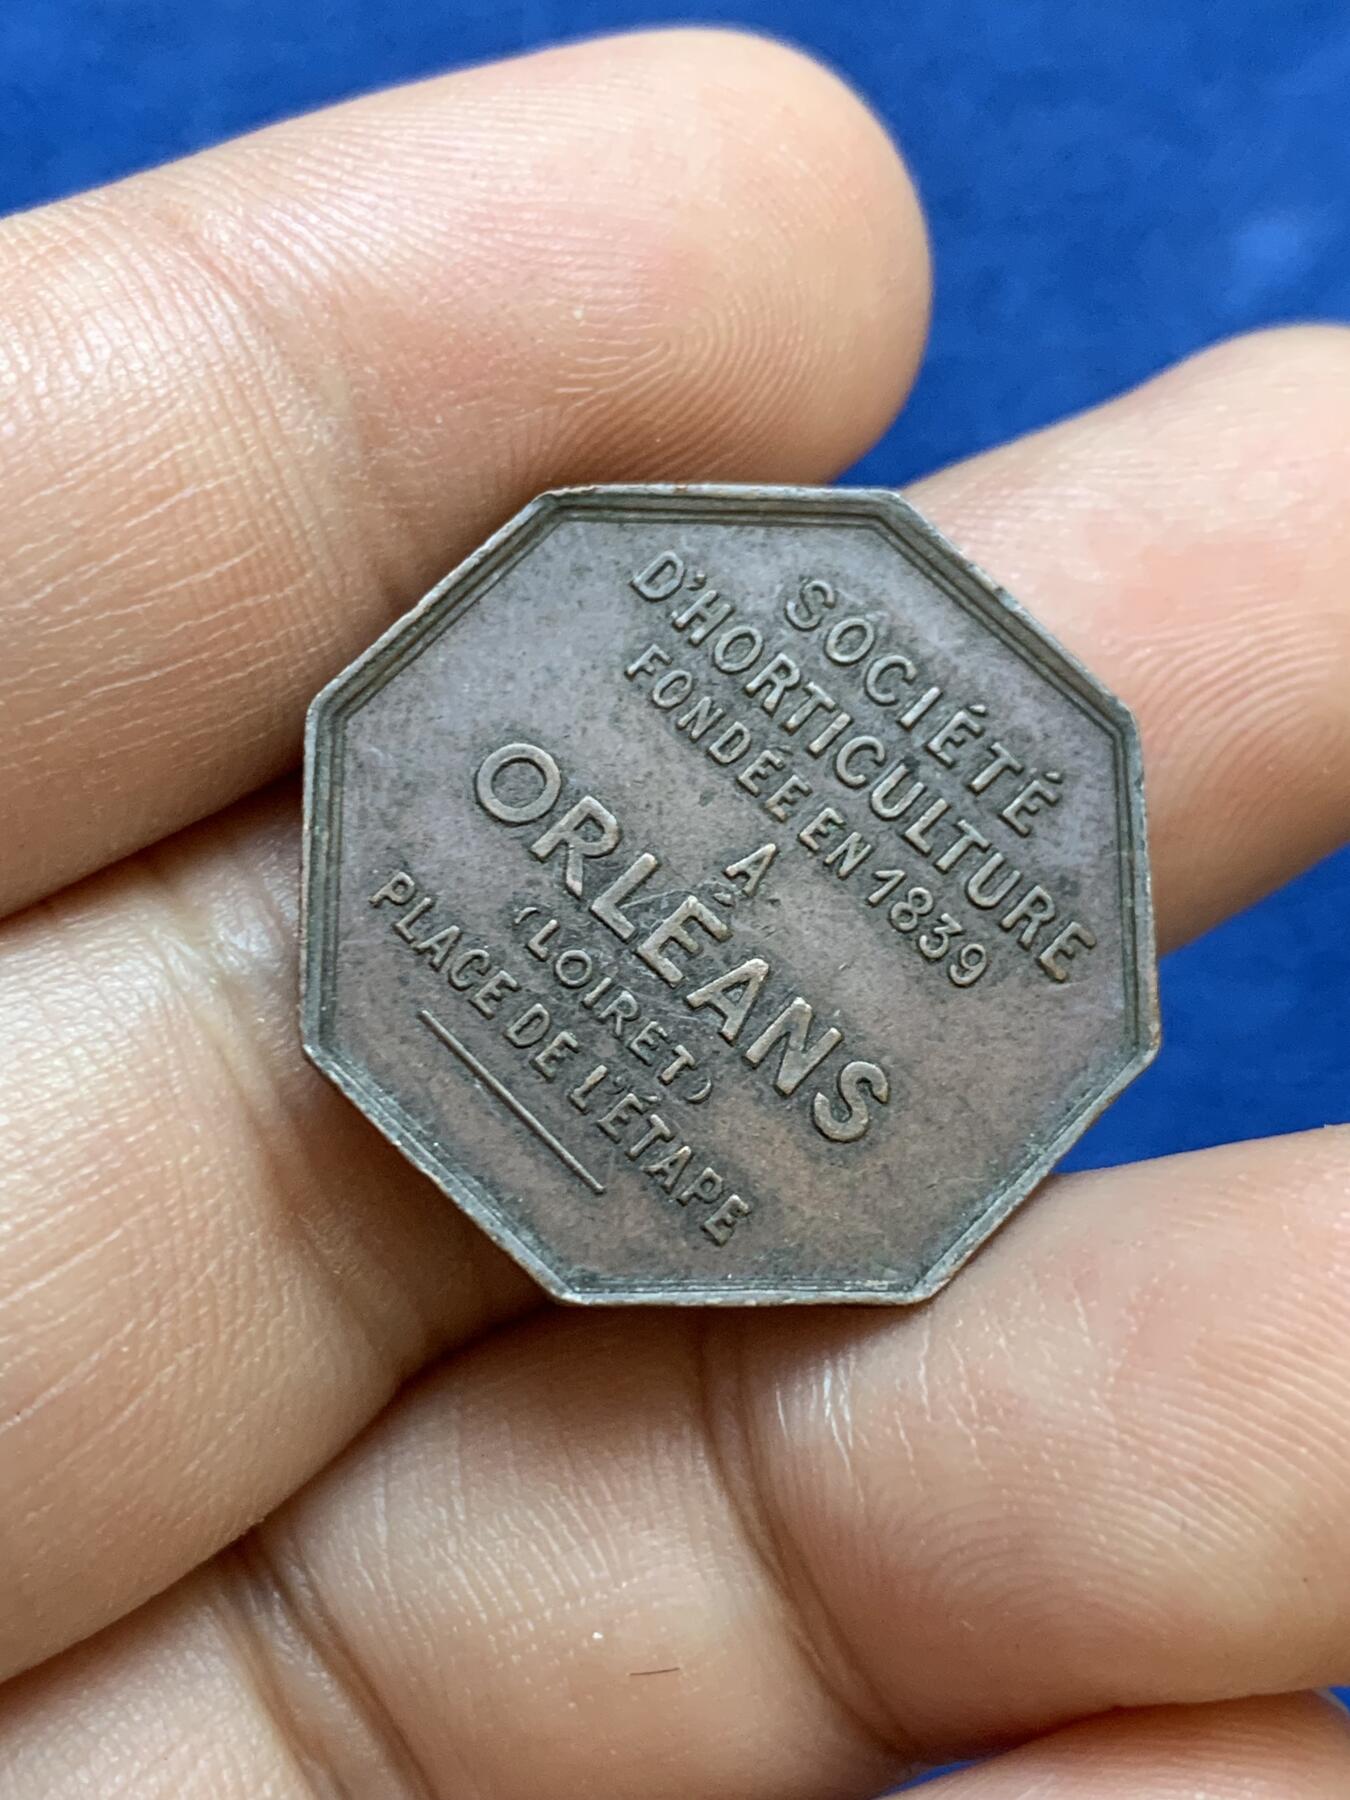 SOCIÉTÉ
D'HORTICULTURE
FONDÉE EN 1839
A
ORLÉANS
(LOIRET)
PLACE DE L'ÉTAPE